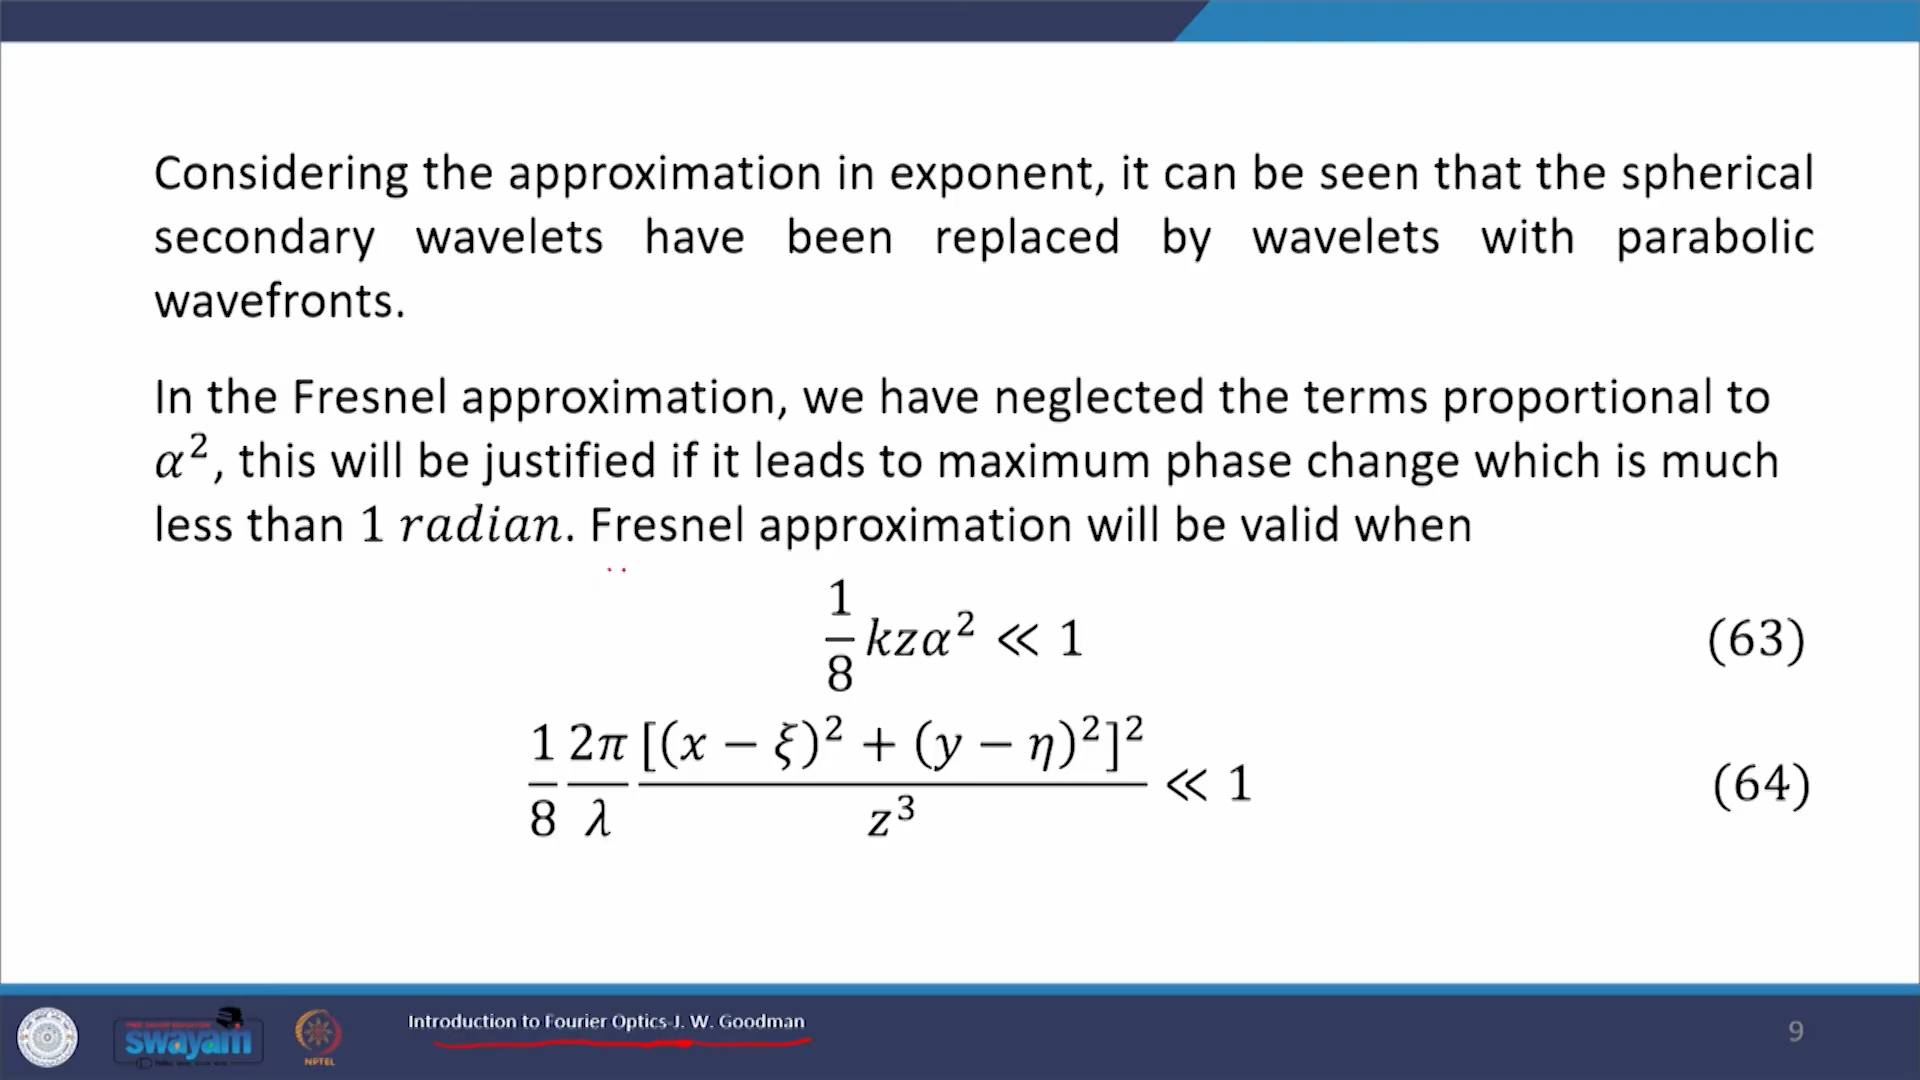 Considering the approximation in exponent, it can be seen that the spherical
secondary wavelets have been replaced by wavelets with parabolic
wavefronts.
In the Fresnel approximation, we have neglected the terms proportional to
α², this will be justified if it leads to maximum phase change which is much
less than 1 radian. Fresnel approximation will be valid when
1/8 kzα² ≪ 1 (63)
1/8 2π/λ [(x − ξ)² + (y − η)²]²/z³ ≪ 1 (64)
swayam
NPTEL
Introduction to Fourier Optics-J. W. Goodman
9